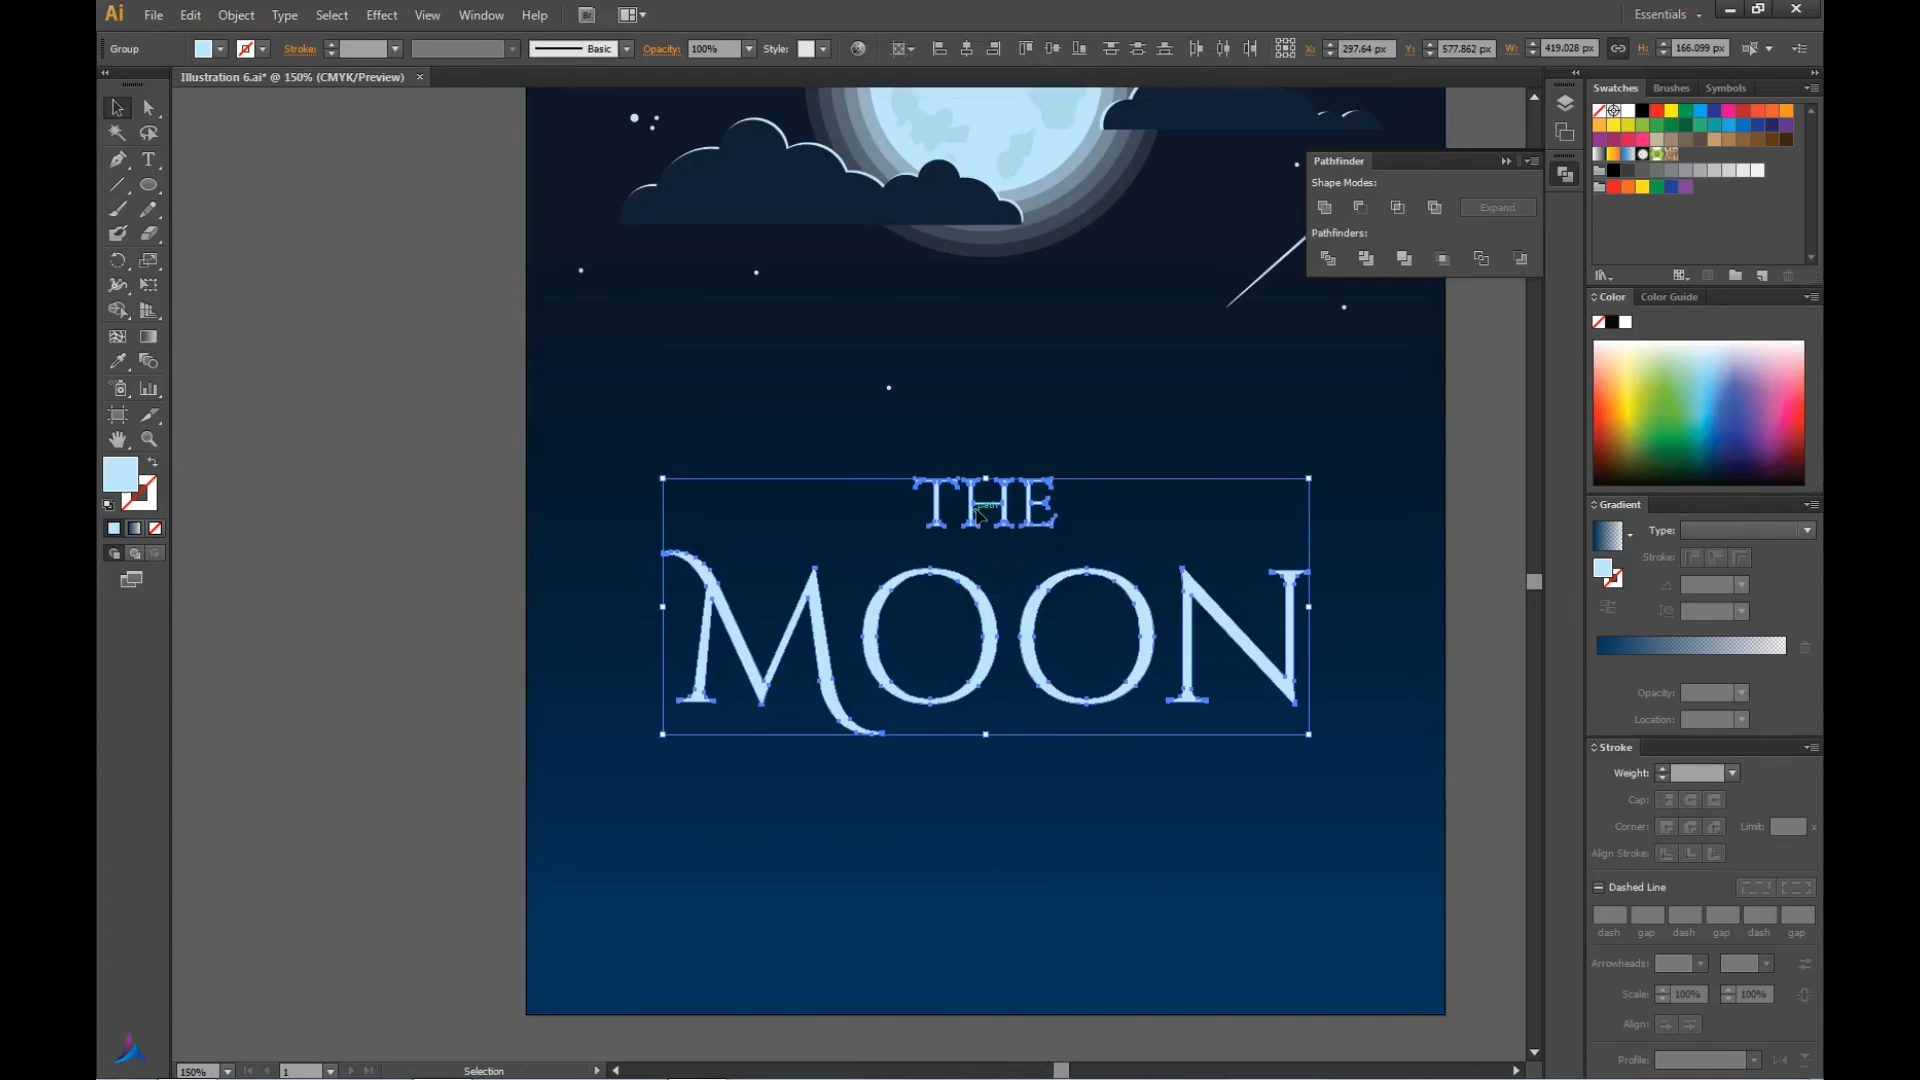 Ai File Edit Object Type Select Effect View Window Help Br Essentials
Group Stroke: Basic Opacity: 100% Style: X: 297.64 px Y: 577.862 px W: 419.028 px H: 166.099 px
Illustration 6.ai* @ 150% (CMYK/Preview)
Swatches Brushes Symbols
Pathfinder
Shape Modes:
Expand
Pathfinders:
Color Color Guide
THE
MOON
Gradient
Type:
Stroke:
Opacity:
Location:
Stroke
Weight:
Cap:
Corner: Limit: x
Align Stroke:
Dashed Line
dash gap dash gap dash gap
Arrowheads:
Scale: 100% 100%
Align:
Profile:
150% 1 Selection